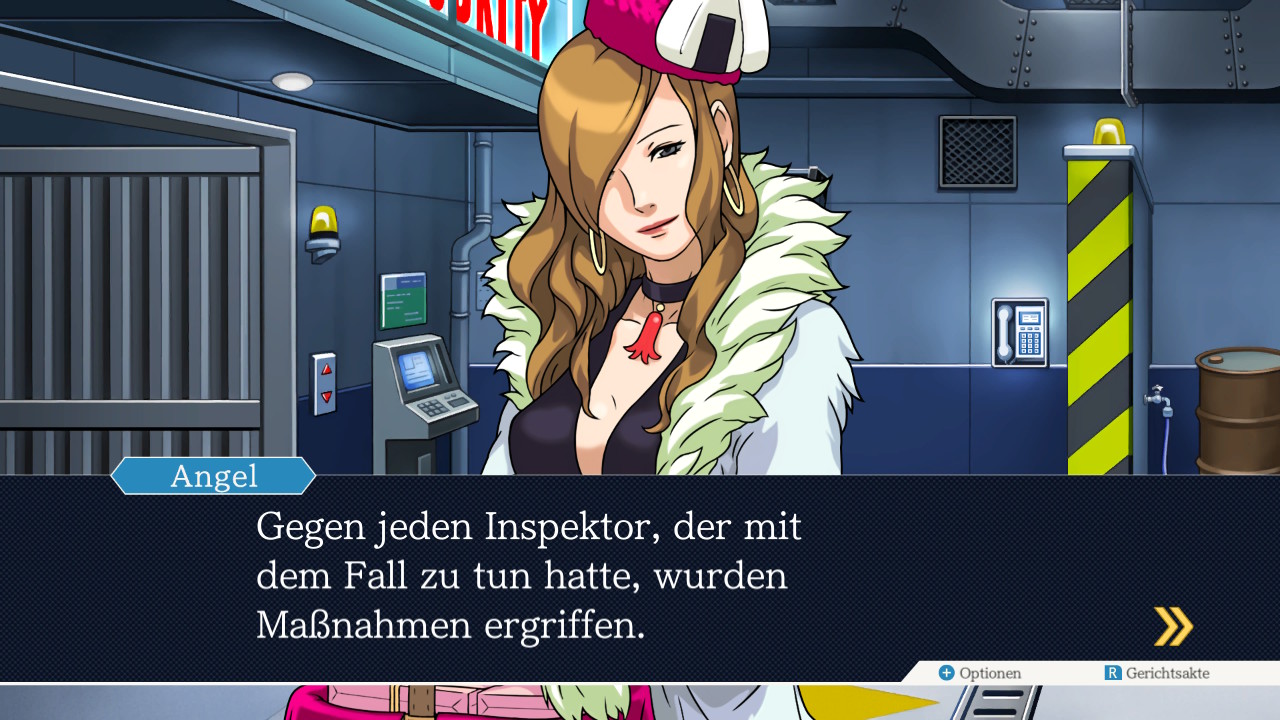 Angel
Gegen jeden Inspektor, der mit
dem Fall zu tun hatte, wurden
Maßnahmen ergriffen.
Optionen
R Gerichtsakte